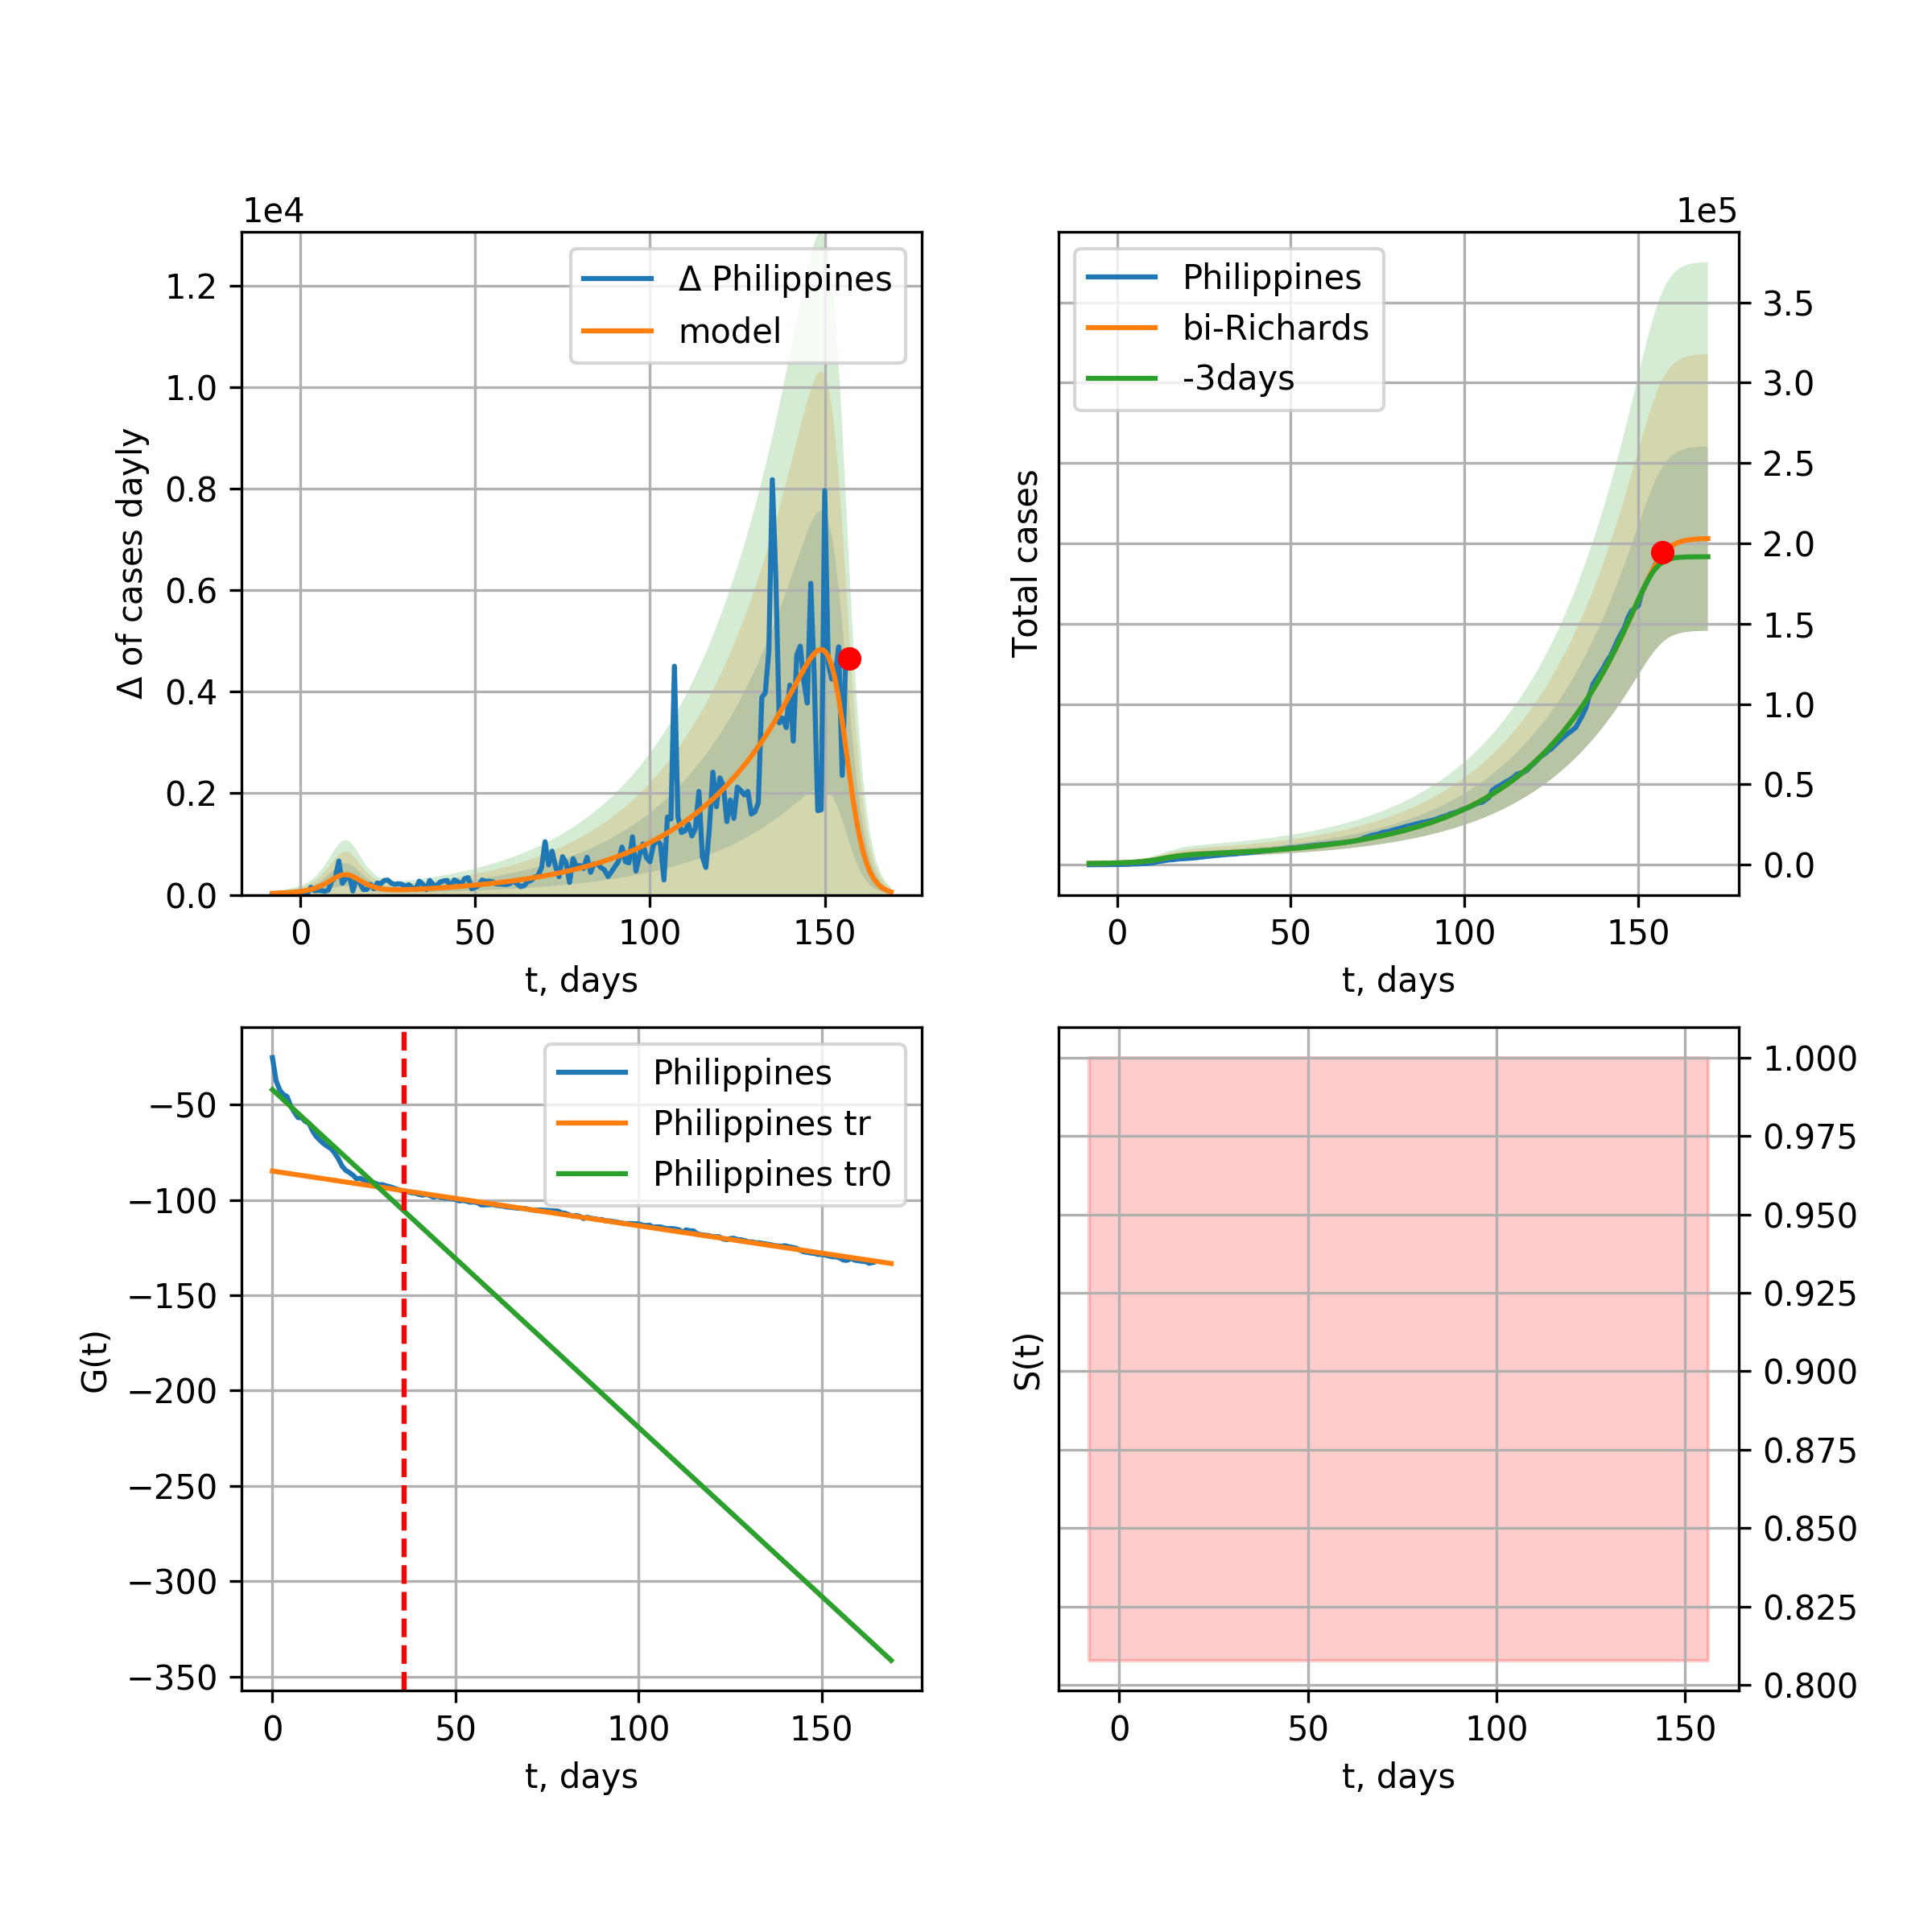 1e4
Δ of cases dayly
1.2
1.0
0.8
0.6
0.4
0.2
0.0
Δ Philippines
model
0 50 100 150
t, days
1e5
Total cases
Philippines
bi-Richards
-3days
3.5
3.0
2.5
2.0
1.5
1.0
0.5
0.0
0 50 100 150
t, days
G(t)
−50
−100
−150
−200
−250
−300
−350
Philippines
Philippines tr
Philippines tr0
0 50 100 150
t, days
S(t)
1.000
0.975
0.950
0.925
0.900
0.875
0.850
0.825
0.800
0 50 100 150
t, days